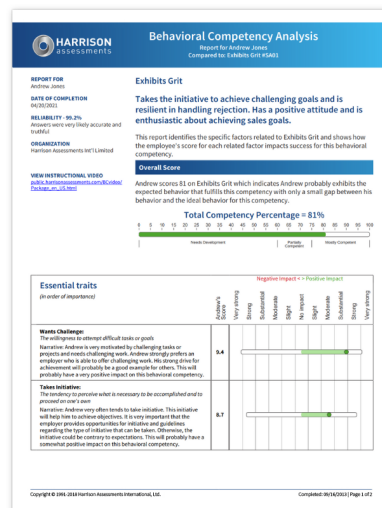 HARRISON
assessments
Behavioral Competency Analysis
Report for Andrew Jones
Compared to: Exhibits Grit #SA01
REPORT FOR
Andrew Jones
DATE OF COMPLETION
04/20/2021
RELIABILITY - 99.2%
Answers were very likely accurate and
truthful
ORGANIZATION
Harrison Assessments Int'l Limited
VIEW INSTRUCTIONAL VIDEO
public.harrisonassessments.com/BCvideo/
Package_en_US.html
Exhibits Grit
Takes the initiative to achieve challenging goals and is
resilient in handling rejection. Has a positive attitude and is
enthusiastic about achieving sales goals.
This report identifies the specific factors related to Exhibits Grit and shows how
the employee's score for each related factor impacts success for this behavioral
competency.
Overall Score
Andrew scores 81 on Exhibits Grit which indicates Andrew probably exhibits the
expected behavior that fulfills this competency with only a small gap between his
behavior and the ideal behavior for this competency.
Total Competency Percentage = 81%
0 5 10 15 20 25 30 35 40 45 50 55 60 65 70 75 80 85 90 95 100
Needs Development
Partially
Competent
Mostly Competent
Essential traits
(in order of importance)
Negative Impact < > Positive Impact
Andrew's
Score
Very strong
Strong
Substantial
Moderate
Slight
No impact
Slight
Moderate
Substantial
Strong
Very strong
Wants Challenge:
The willingness to attempt difficult tasks or goals
Narrative: Andrew is very motivated by challenging tasks or
projects and needs challenging work. Andrew strongly prefers an
employer who is able to offer challenging work. His strong drive for
achievement will probably be a good example for others. This will
probably have a very positive impact on this behavioral competency.
9.4
Takes Initiative:
The tendency to perceive what is necessary to be accomplished and to
proceed on one's own
Narrative: Andrew very often tends to take initiative. This initiative
will help him to achieve objectives. It is very important that the
employer provides opportunities for initiative and guidelines
regarding the type of initiative that can be taken. Otherwise, the
initiative could be contrary to expectations. This will probably have a
somewhat positive impact on this behavioral competency.
8.7
Copyright © 1991-2016 Harrison Assessments International, Ltd.
Completed: 09/16/2013 | Page 1 of 2